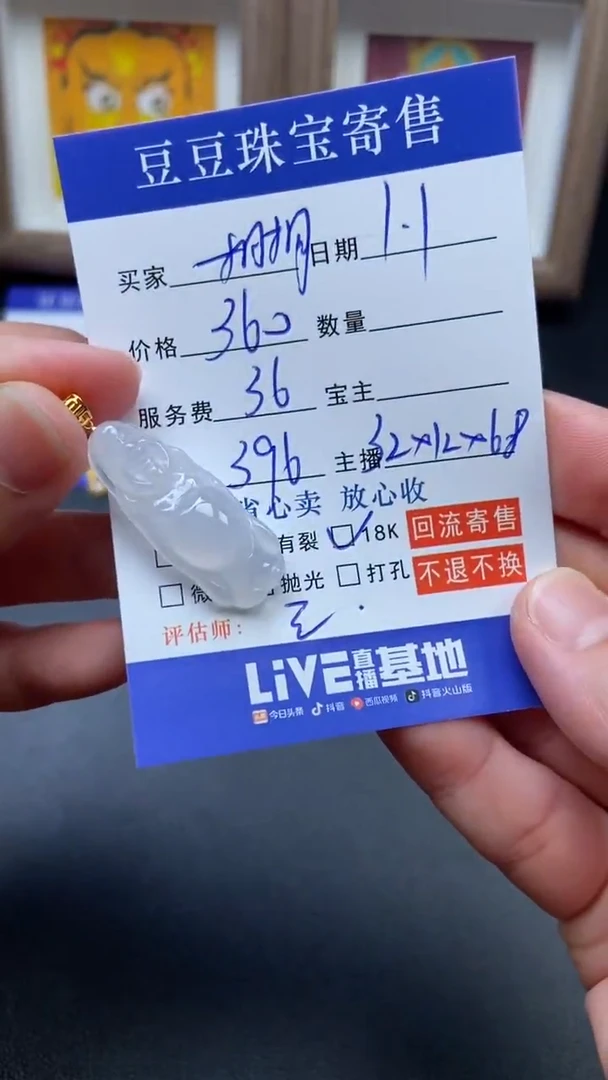 豆豆珠宝寄售
买家 日期 1.1
价格 360 数量
服务费 36 宝主
396 主播 32×12×68
省心卖 放心收
有裂 18K 回流寄售
微 抛光 打孔 不退不换
评估师:
LiVE直播基地
今日头条 抖音 西瓜视频 抖音火山版